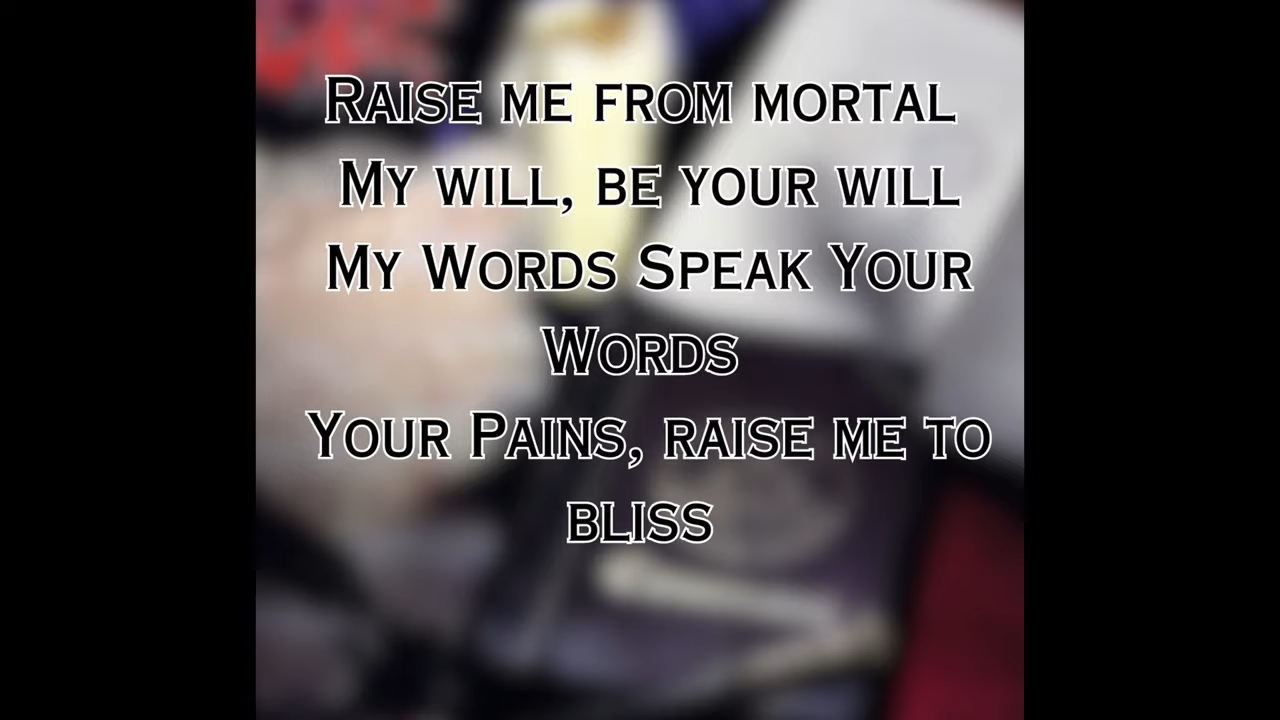 Raise me from mortal
My will, be your will
My Words Speak Your
Words
Your Pains, raise me to
bliss